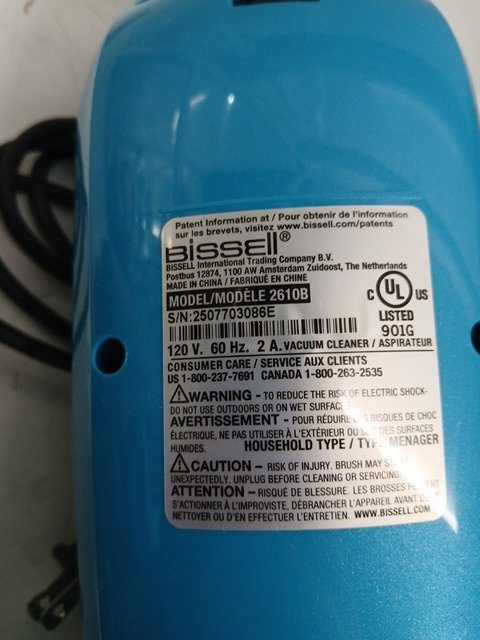 Patent Information at / Pour obtenir de l'information
sur les brevets, visitez www.bissell.com/patents
BISSELL®
BISSELL International Trading Company B.V.
Postbus 12874, 1100 AW Amsterdam Zuidoost, The Netherlands
MADE IN CHINA / FABRIQUÉ EN CHINE
MODEL/MODÈLE 2610B
S/N:2507703086E
C UL US
LISTED
901G
120 V. 60 Hz. 2 A. VACUUM CLEANER / ASPIRATEUR
CONSUMER CARE / SERVICE AUX CLIENTS
US 1-800-237-7691 CANADA 1-800-263-2535
WARNING - TO REDUCE THE RISK OF ELECTRIC SHOCK-
DO NOT USE OUTDOORS OR ON WET SURFACES
AVERTISSEMENT - POUR RÉDUIRE LES RISQUES DE CHOC
ÉLECTRIQUE, NE PAS UTILISER À L'EXTÉRIEUR OU SUR DES SURFACES
HUMIDES. HOUSEHOLD TYPE / TYPE MENAGER
CAUTION - RISK OF INJURY. BRUSH MAY START
UNEXPECTEDLY. UNPLUG BEFORE CLEANING OR SERVICING.
ATTENTION - RISQUÉ DE BLESSURE. LES BROSSES PEUVENT
S'ACTIONNER À L'IMPROVISTE, DÉBRANCHER L'APPAREIL AVANT DE LE
NETTOYER OU D'EN EFFECTUER L'ENTRETIEN. WWW.BISSELL.COM